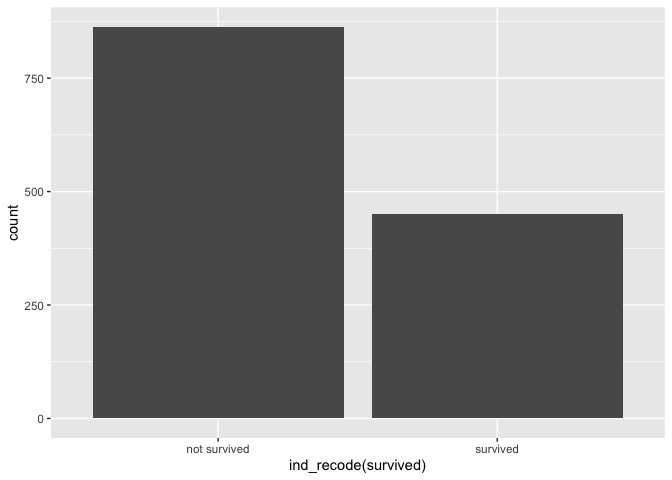 count
750
500
250
0
not survived
survived
ind_recode(survived)